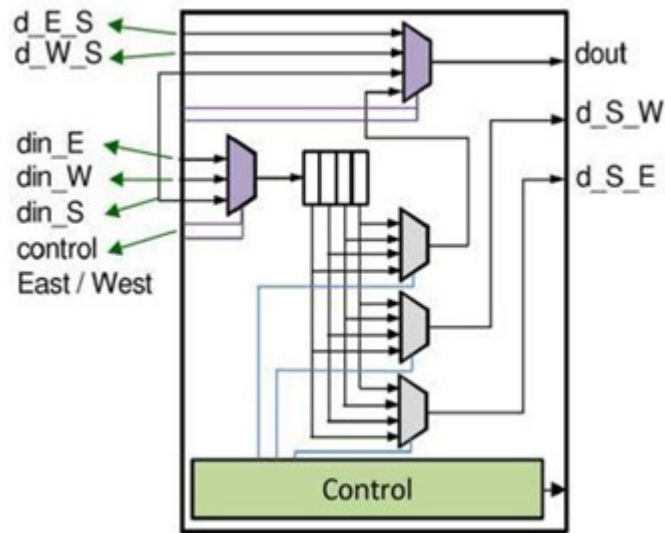 d_E_S
d_W_S
dout
d_S_W
din_E
din_W
d_S_E
din_S
control
East / West
Control